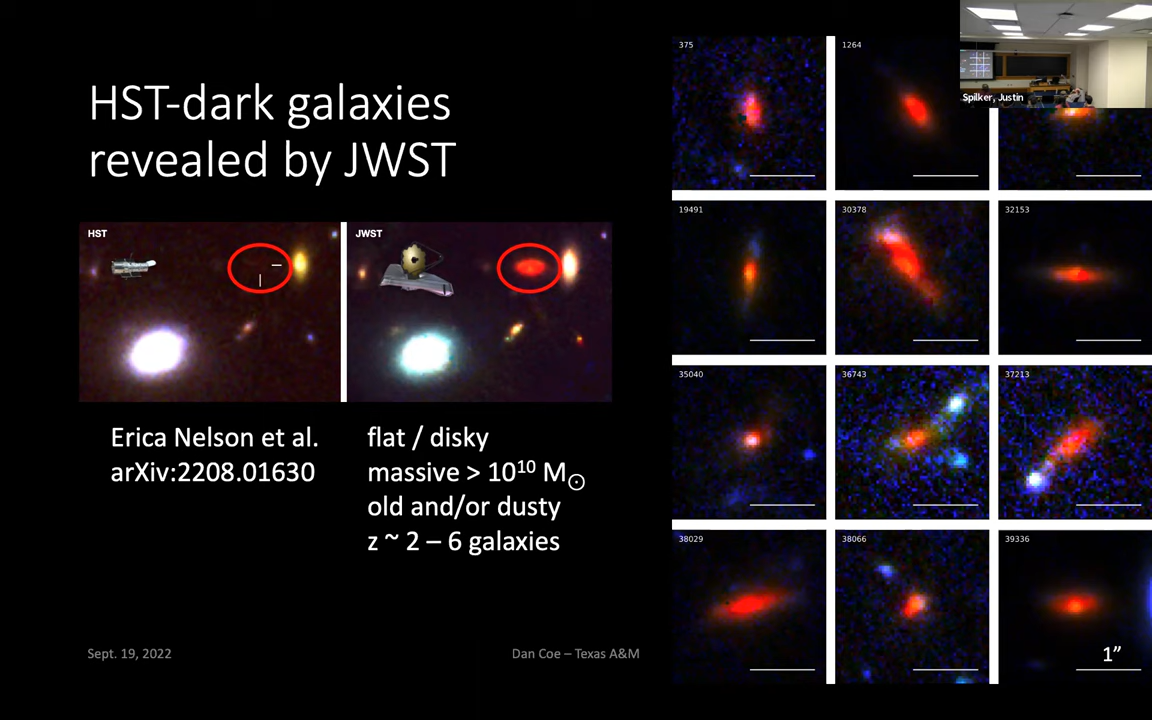 HST-dark galaxies
revealed by JWST
HST
JWST
Erica Nelson et al.
arXiv:2208.01630
flat / disky
massive > 10¹⁰ M☉
old and/or dusty
z ~ 2 – 6 galaxies
375
1264
Spilker, Justin
19491
30378
32153
35040
36743
37213
38029
38066
39336
1”
Sept. 19, 2022
Dan Coe – Texas A&M